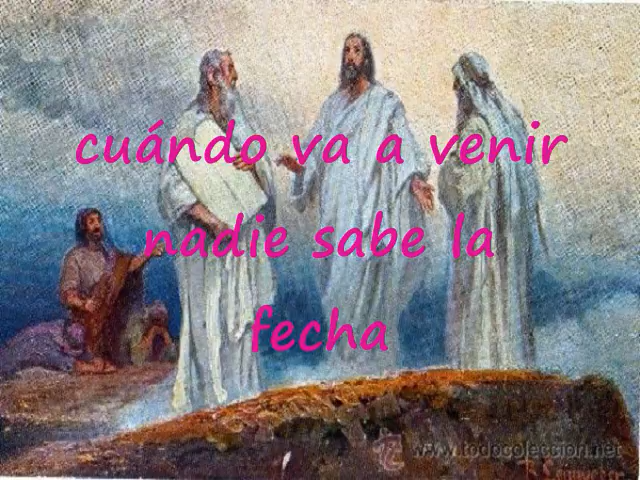 cuándo va a venir
nadie sabe la
fecha
www.todocoleccion.net